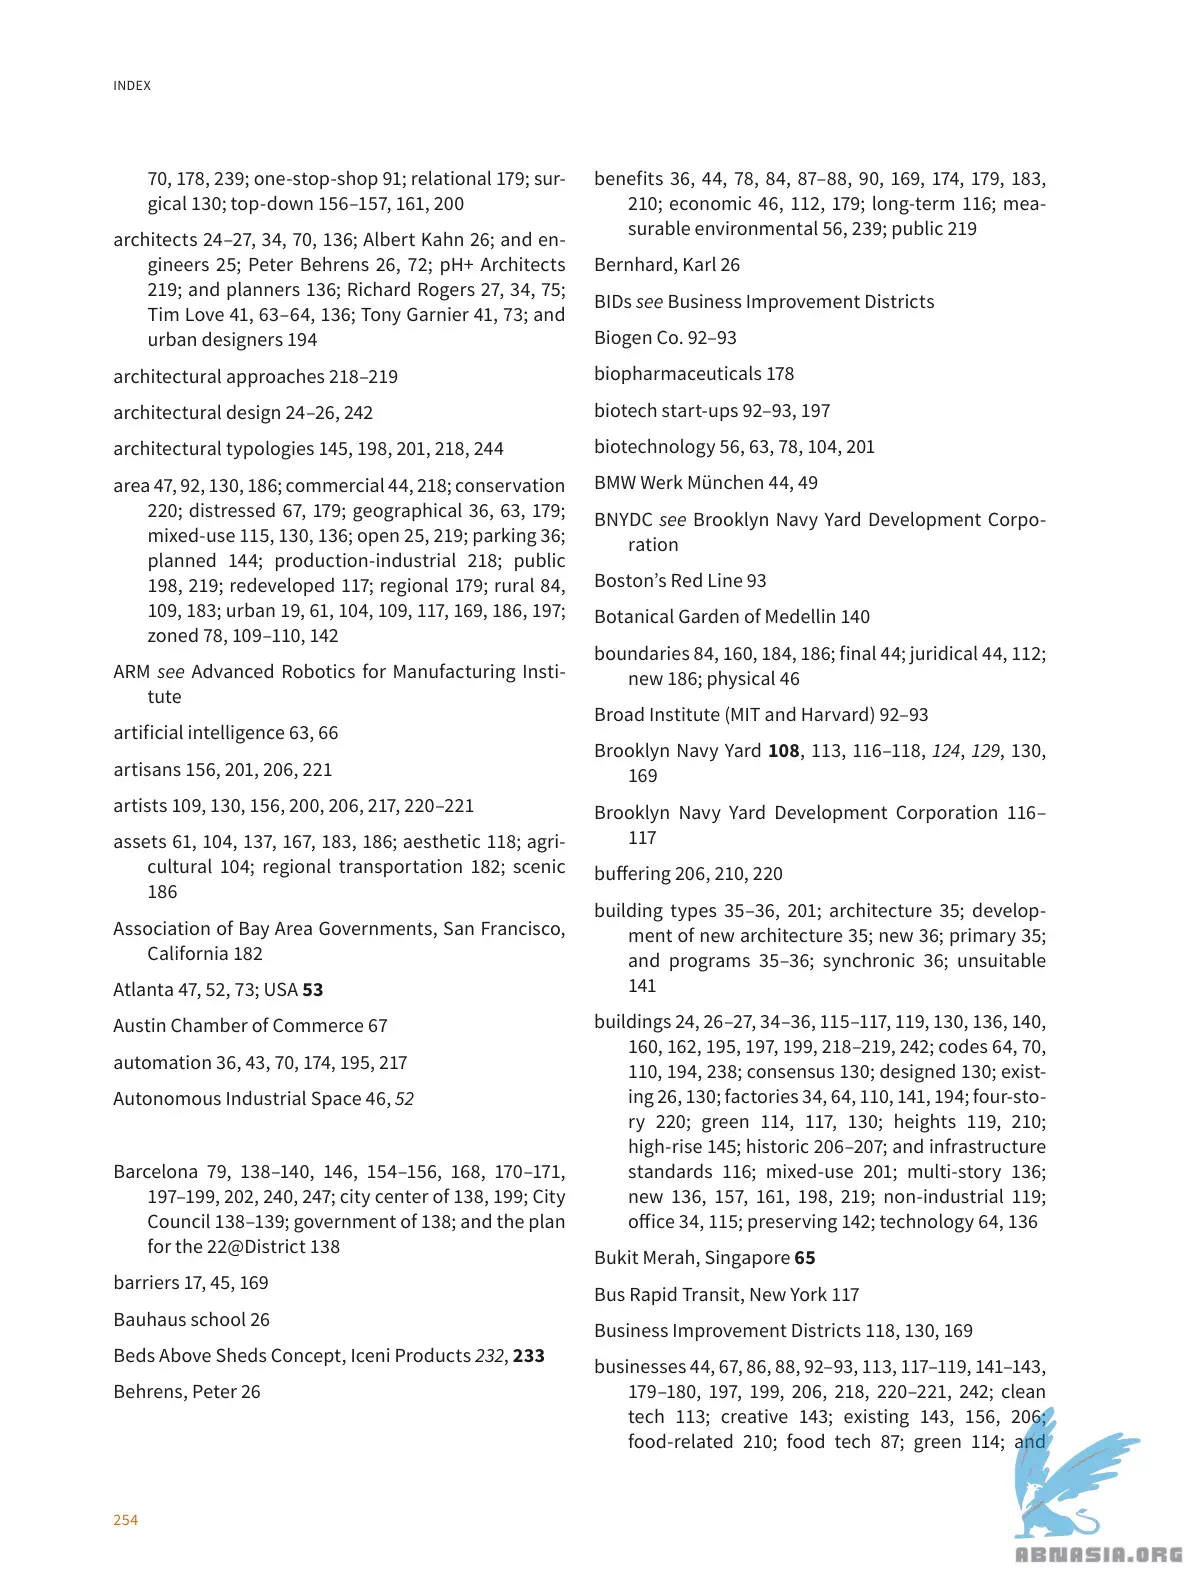 INDEX
70, 178, 239; one-stop-shop 91; relational 179; sur-
gical 130; top-down 156–157, 161, 200
architects 24–27, 34, 70, 136; Albert Kahn 26; and en-
gineers 25; Peter Behrens 26, 72; pH+ Architects
219; and planners 136; Richard Rogers 27, 34, 75;
Tim Love 41, 63–64, 136; Tony Garnier 41, 73; and
urban designers 194
architectural approaches 218–219
architectural design 24–26, 242
architectural typologies 145, 198, 201, 218, 244
area 47, 92, 130, 186; commercial 44, 218; conservation
220; distressed 67, 179; geographical 36, 63, 179;
mixed-use 115, 130, 136; open 25, 219; parking 36;
planned 144; production-industrial 218; public
198, 219; redeveloped 117; regional 179; rural 84,
109, 183; urban 19, 61, 104, 109, 117, 169, 186, 197;
zoned 78, 109–110, 142
ARM see Advanced Robotics for Manufacturing Insti-
tute
artificial intelligence 63, 66
artisans 156, 201, 206, 221
artists 109, 130, 156, 200, 206, 217, 220–221
assets 61, 104, 137, 167, 183, 186; aesthetic 118; agri-
cultural 104; regional transportation 182; scenic
186
Association of Bay Area Governments, San Francisco,
California 182
Atlanta 47, 52, 73; USA 53
Austin Chamber of Commerce 67
automation 36, 43, 70, 174, 195, 217
Autonomous Industrial Space 46, 52
Barcelona 79, 138–140, 146, 154–156, 168, 170–171,
197–199, 202, 240, 247; city center of 138, 199; City
Council 138–139; government of 138; and the plan
for the 22@District 138
barriers 17, 45, 169
Bauhaus school 26
Beds Above Sheds Concept, Iceni Products 232, 233
Behrens, Peter 26
benefits 36, 44, 78, 84, 87–88, 90, 169, 174, 179, 183,
210; economic 46, 112, 179; long-term 116; mea-
surable environmental 56, 239; public 219
Bernhard, Karl 26
BIDs see Business Improvement Districts
Biogen Co. 92–93
biopharmaceuticals 178
biotech start-ups 92–93, 197
biotechnology 56, 63, 78, 104, 201
BMW Werk München 44, 49
BNYDC see Brooklyn Navy Yard Development Corpo-
ration
Boston’s Red Line 93
Botanical Garden of Medellin 140
boundaries 84, 160, 184, 186; final 44; juridical 44, 112;
new 186; physical 46
Broad Institute (MIT and Harvard) 92–93
Brooklyn Navy Yard 108, 113, 116–118, 124, 129, 130,
169
Brooklyn Navy Yard Development Corporation 116–
117
buffering 206, 210, 220
building types 35–36, 201; architecture 35; develop-
ment of new architecture 35; new 36; primary 35;
and programs 35–36; synchronic 36; unsuitable
141
buildings 24, 26–27, 34–36, 115–117, 119, 130, 136, 140,
160, 162, 195, 197, 199, 218–219, 242; codes 64, 70,
110, 194, 238; consensus 130; designed 130; exist-
ing 26, 130; factories 34, 64, 110, 141, 194; four-sto-
ry 220; green 114, 117, 130; heights 119, 210;
high-rise 145; historic 206–207; and infrastructure
standards 116; mixed-use 201; multi-story 136;
new 136, 157, 161, 198, 219; non-industrial 119;
office 34, 115; preserving 142; technology 64, 136
Bukit Merah, Singapore 65
Bus Rapid Transit, New York 117
Business Improvement Districts 118, 130, 169
businesses 44, 67, 86, 88, 92–93, 113, 117–119, 141–143,
179–180, 197, 199, 206, 218, 220–221, 242; clean
tech 113; creative 143; existing 143, 156, 206;
food-related 210; food tech 87; green 114; and
254
ABNASIA.ORG